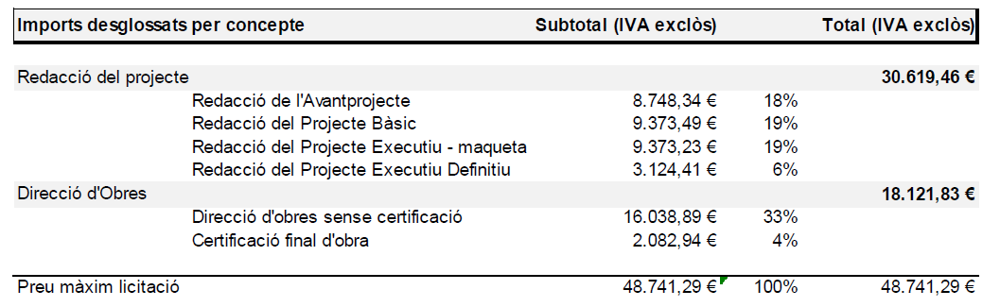 Imports desglossats per concepte Subtotal (IVA exclòs) Total (IVA exclòs)
Redacció del projecte 30.619,46 €
Redacció de l'Avantprojecte 8.748,34 € 18%
Redacció del Projecte Bàsic 9.373,49 € 19%
Redacció del Projecte Executiu - maqueta 9.373,23 € 19%
Redacció del Projecte Executiu Definitiu 3.124,41 € 6%
Direcció d'Obres 18.121,83 €
Direcció d'obres sense certificació 16.038,89 € 33%
Certificació final d'obra 2.082,94 € 4%
Preu màxim licitació 48.741,29 € 100% 48.741,29 €